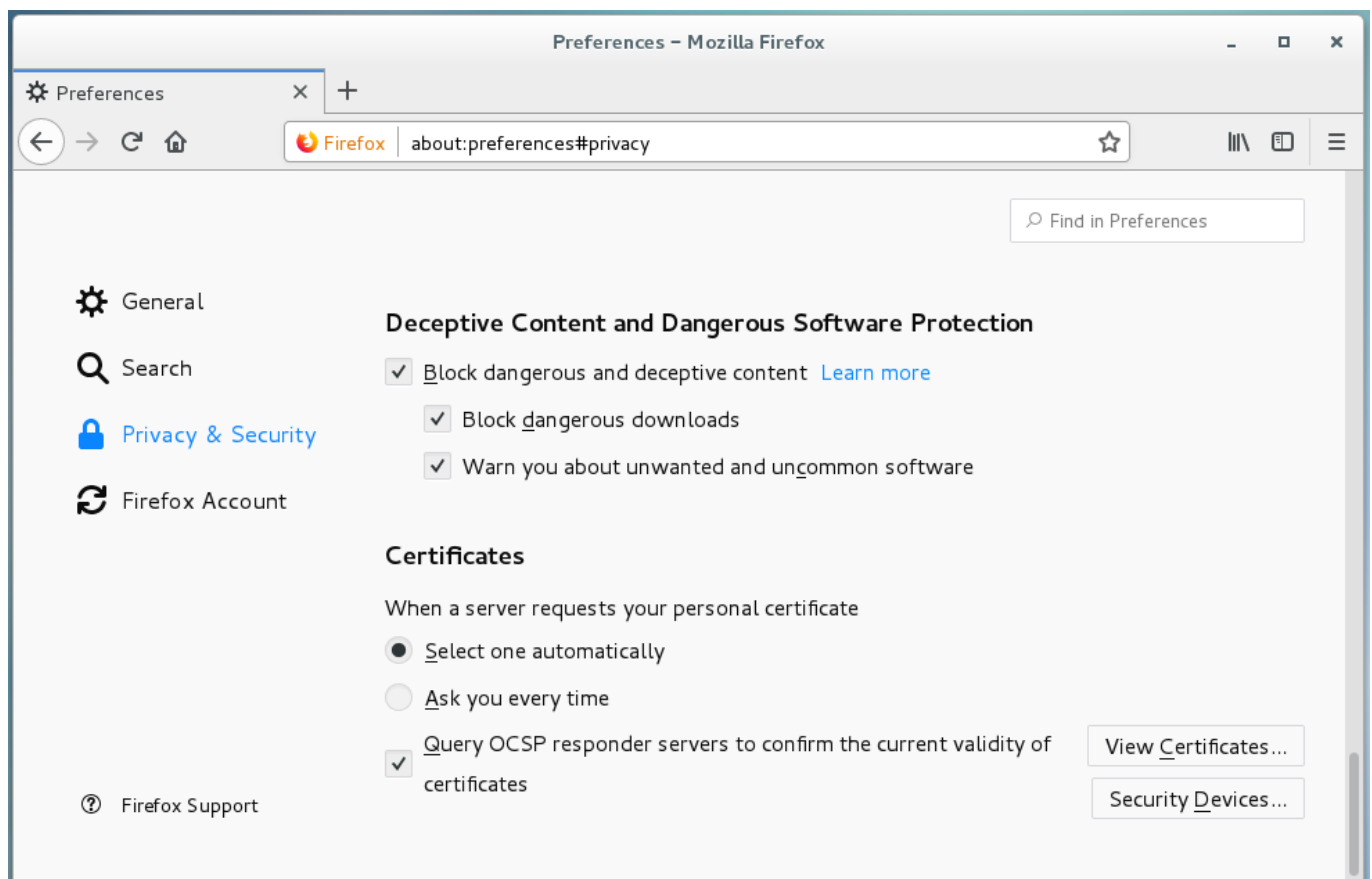 Preferences – Mozilla Firefox
Preferences
Firefox about:preferences#privacy
Find in Preferences
General
Search
Privacy & Security
Firefox Account
Firefox Support
Deceptive Content and Dangerous Software Protection
Block dangerous and deceptive content Learn more
Block dangerous downloads
Warn you about unwanted and uncommon software
Certificates
When a server requests your personal certificate
Select one automatically
Ask you every time
Query OCSP responder servers to confirm the current validity of
certificates
View Certificates...
Security Devices...